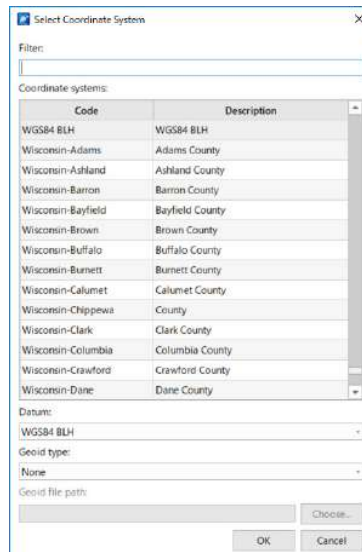 Select Coordinate System
Filter:
Coordinate systems:
Code Description
WGS84 BLH WGS84 BLH
Wisconsin-Adams Adams County
Wisconsin-Ashland Ashland County
Wisconsin-Barron Barron County
Wisconsin-Bayfield Bayfield County
Wisconsin-Brown Brown County
Wisconsin-Buffalo Buffalo County
Wisconsin-Burnett Burnett County
Wisconsin-Calumet Calumet County
Wisconsin-Chippewa County
Wisconsin-Clark Clark County
Wisconsin-Columbia Columbia County
Wisconsin-Crawford Crawford County
Wisconsin-Dane Dane County
Datum:
WGS84 BLH
Geoid type:
None
Geoid file path:
Choose...
OK Cancel